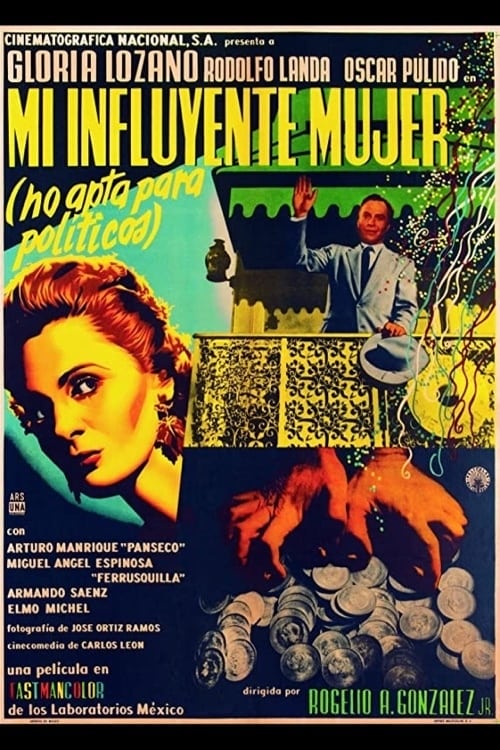 CINEMATOGRAFICA NACIONAL, S.A. presenta a
GLORIA LOZANO RODOLFO LANDA OSCAR PULIDO en
MI INFLUYENTE MUJER
(no apta para
politicos)
ARS
UNA
con
ARTURO MANRIQUE "PANSECO"
MIGUEL ANGEL ESPINOSA
"FERRUSQUILLA"
ARMANDO SAENZ
ELMO MICHEL
fotografía de JOSE ORTIZ RAMOS
cinecomedia de CARLOS LEON
una película en
EASTMANCOLOR
de los Laboratorios México
dirigida por ROGELIO A. GONZALEZ JR.